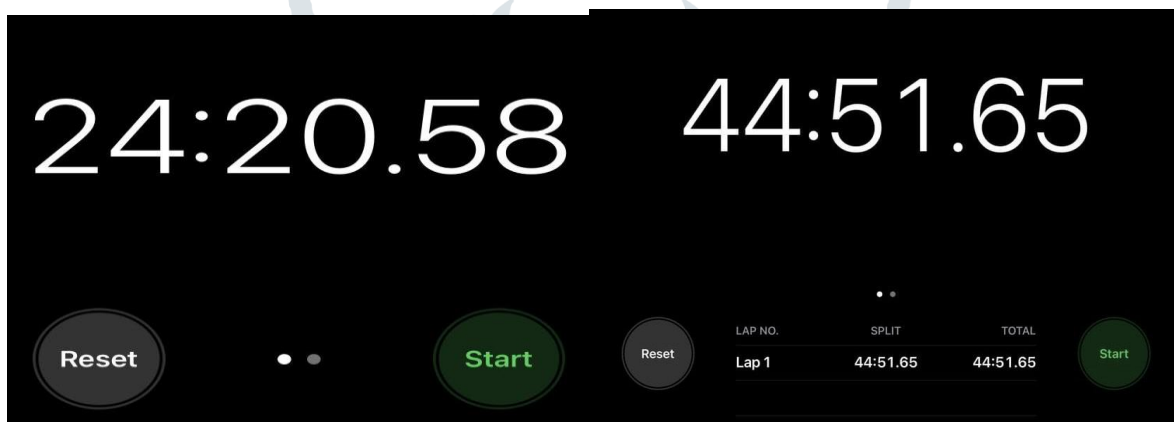 24:20.58
Reset
Start
44:51.65
LAP NO. SPLIT TOTAL
Reset
Lap 1 44:51.65 44:51.65
Start